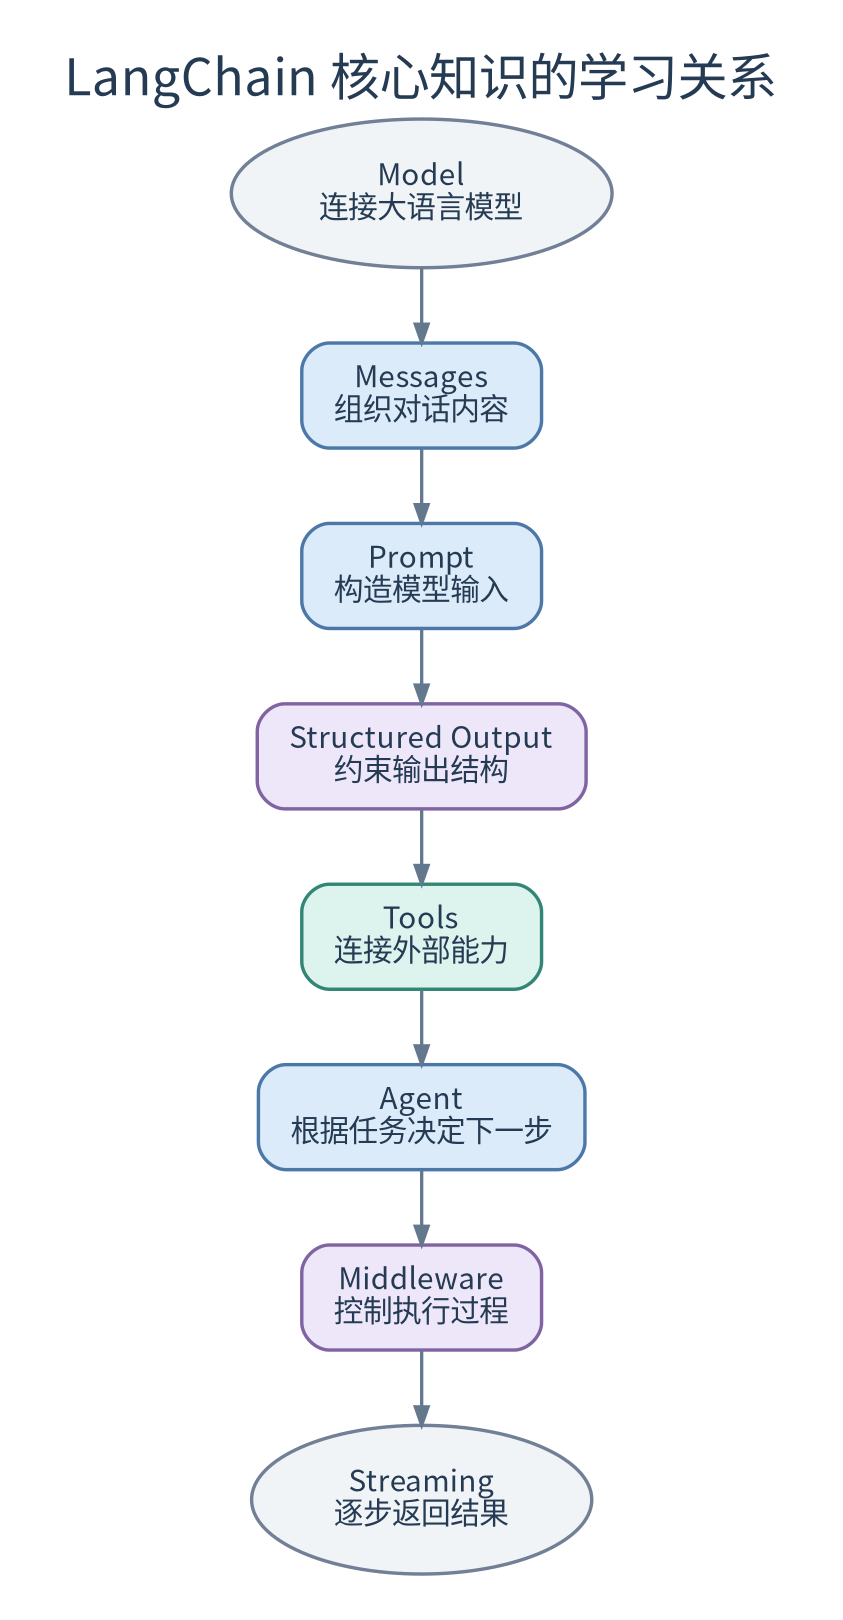 LangChain 核心知识的学习关系
Model
连接大语言模型
Messages
组织对话内容
Prompt
构造模型输入
Structured Output
约束输出结构
Tools
连接外部能力
Agent
根据任务决定下一步
Middleware
控制执行过程
Streaming
逐步返回结果